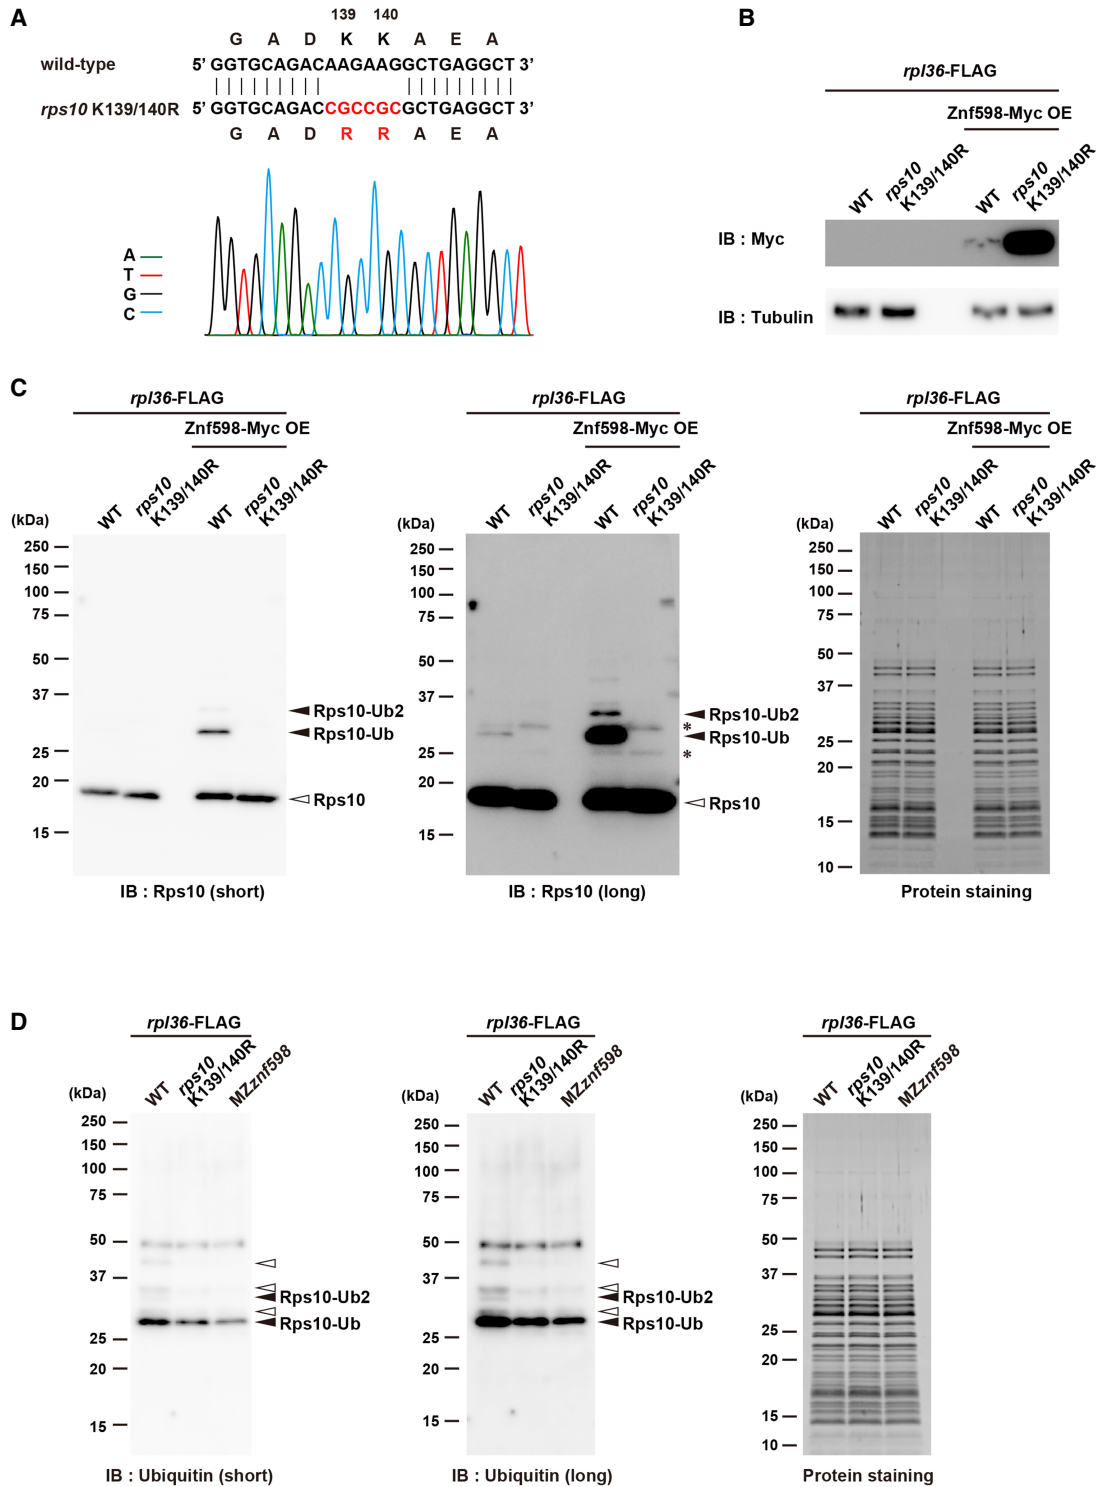 A
139 140
G A D K K A E A
wild-type 5’ GGTGCAGACAAGAAGGCTGAGGCT 3’
rps10 K139/140R 5’ GGTGCAGACCGCCGCGCTGAGGCT 3’
G A D R R A E A
A
T
G
C
B
rpl36-FLAG
Znf598-Myc OE
WT
rps10 K139/140R
WT
rps10 K139/140R
IB : Myc
IB : Tubulin
C
rpl36-FLAG
Znf598-Myc OE
(kDa)
WT
rps10 K139/140R
WT
rps10 K139/140R
250
150
100
75
50
37
25
20
15
Rps10-Ub2
Rps10-Ub
Rps10
IB : Rps10 (short)
rpl36-FLAG
Znf598-Myc OE
(kDa)
WT
rps10 K139/140R
WT
rps10 K139/140R
250
150
100
75
50
37
25
20
15
Rps10-Ub2
*
Rps10-Ub
*
Rps10
IB : Rps10 (long)
rpl36-FLAG
Znf598-Myc OE
(kDa)
WT
rps10 K139/140R
WT
rps10 K139/140R
250
150
100
75
50
37
25
20
15
10
Protein staining
D
rpl36-FLAG
(kDa)
WT
rps10 K139/140R
MZznf598
250
150
100
75
50
37
25
20
15
Rps10-Ub2
Rps10-Ub
IB : Ubiquitin (short)
rpl36-FLAG
(kDa)
WT
rps10 K139/140R
MZznf598
250
150
100
75
50
37
25
20
15
Rps10-Ub2
Rps10-Ub
IB : Ubiquitin (long)
rpl36-FLAG
(kDa)
WT
rps10 K139/140R
MZznf598
250
150
100
75
50
37
25
20
15
10
Protein staining